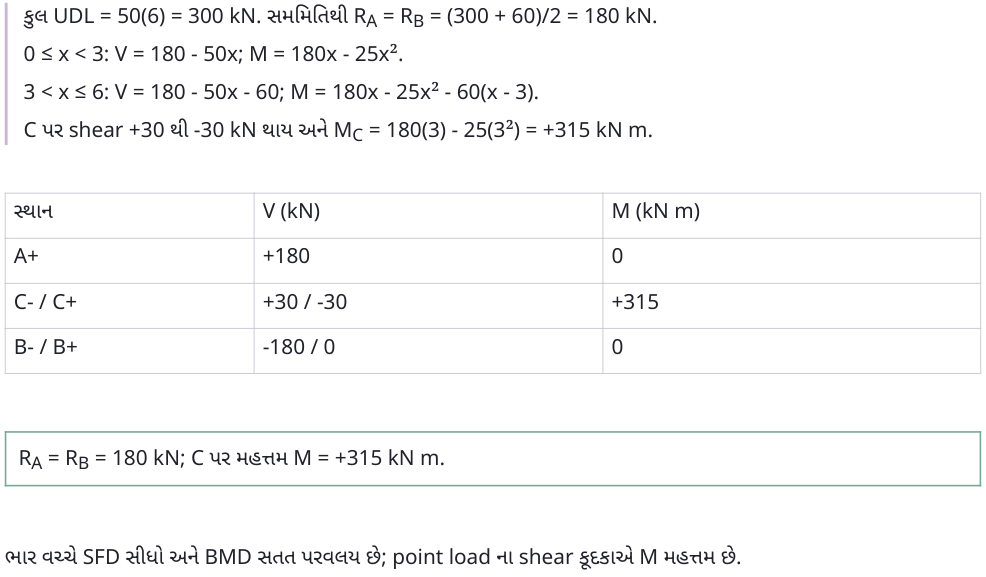 કુલ UDL = 50(6) = 300 kN. સમમિતિથી R_A = R_B = (300 + 60)/2 = 180 kN.
0 ≤ x < 3: V = 180 - 50x; M = 180x - 25x².
3 < x ≤ 6: V = 180 - 50x - 60; M = 180x - 25x² - 60(x - 3).
C પર shear +30 થી -30 kN થાય અને M_C = 180(3) - 25(3²) = +315 kN m.
સ્થાન V (kN) M (kN m)
A+ +180 0
C- / C+ +30 / -30 +315
B- / B+ -180 / 0 0
R_A = R_B = 180 kN; C પર મહત્તમ M = +315 kN m.
ભાર વચ્ચે SFD સીધો અને BMD સતત પરવલય છે; point load ના shear કૂદકાએ M મહત્તમ છે.